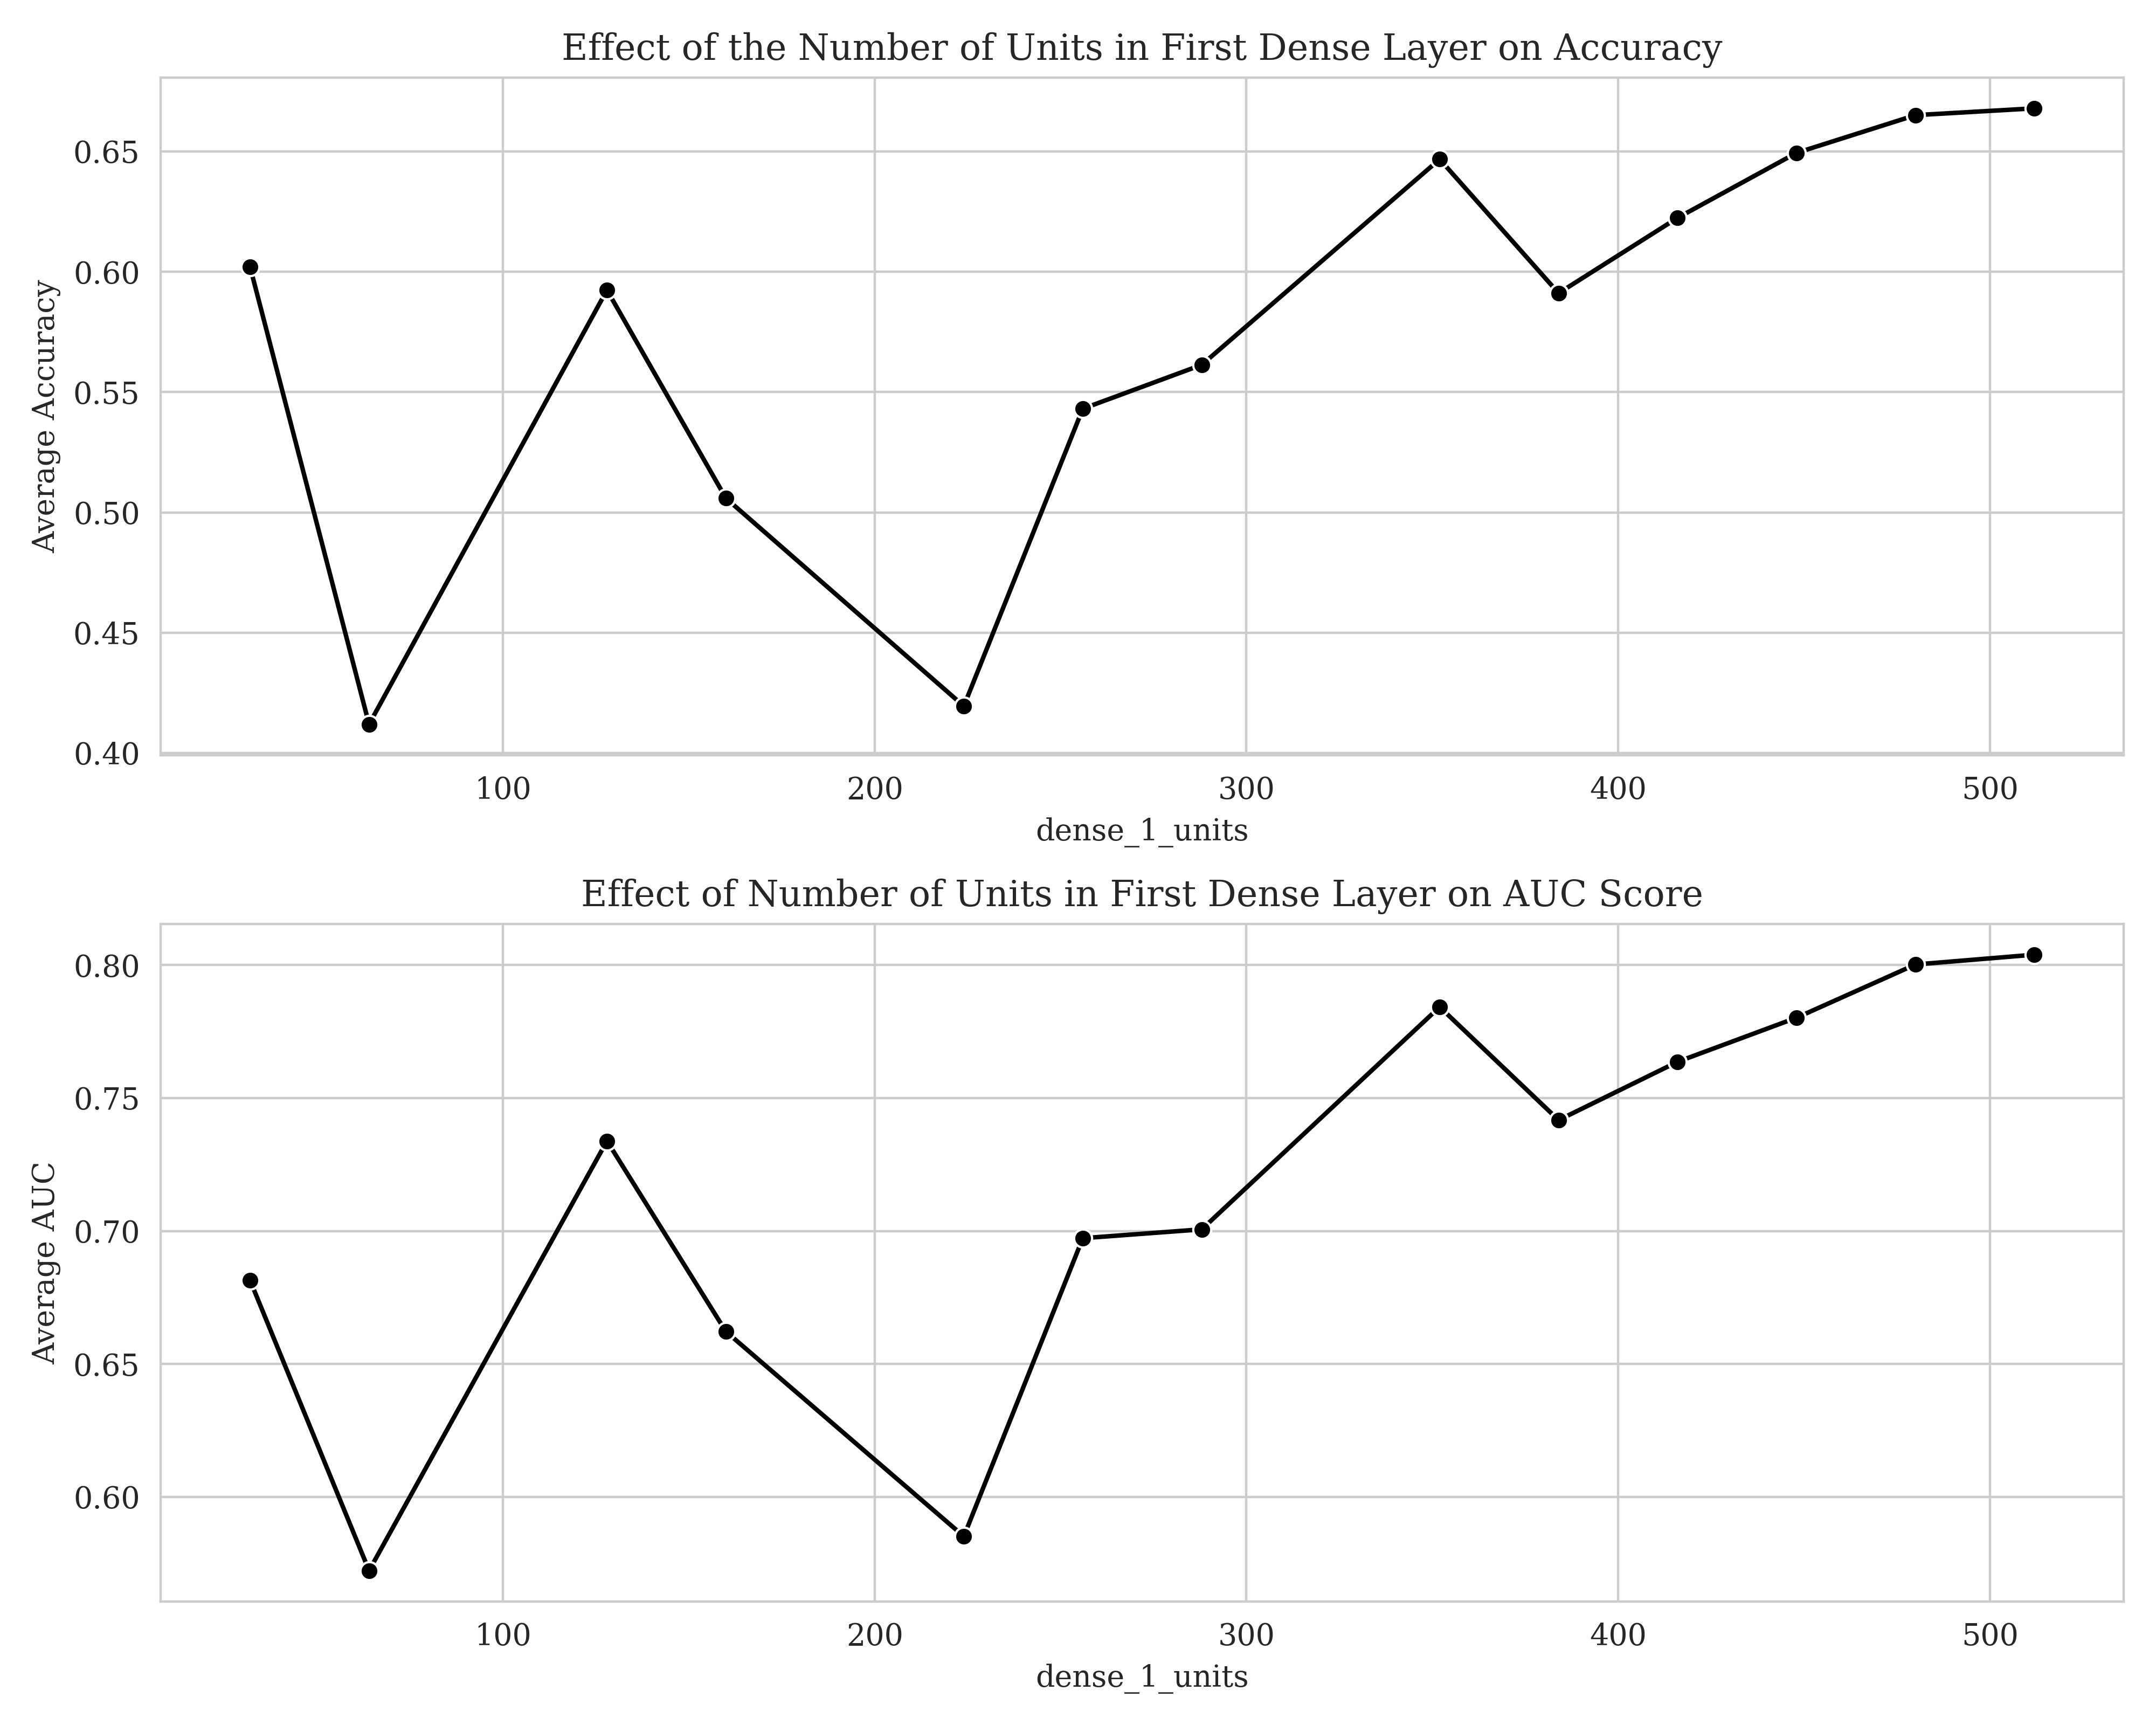 Effect of the Number of Units in First Dense Layer on Accuracy
Average Accuracy
0.65
0.60
0.55
0.50
0.45
0.40
100 200 300 400 500
dense_1_units
Effect of Number of Units in First Dense Layer on AUC Score
Average AUC
0.80
0.75
0.70
0.65
0.60
100 200 300 400 500
dense_1_units